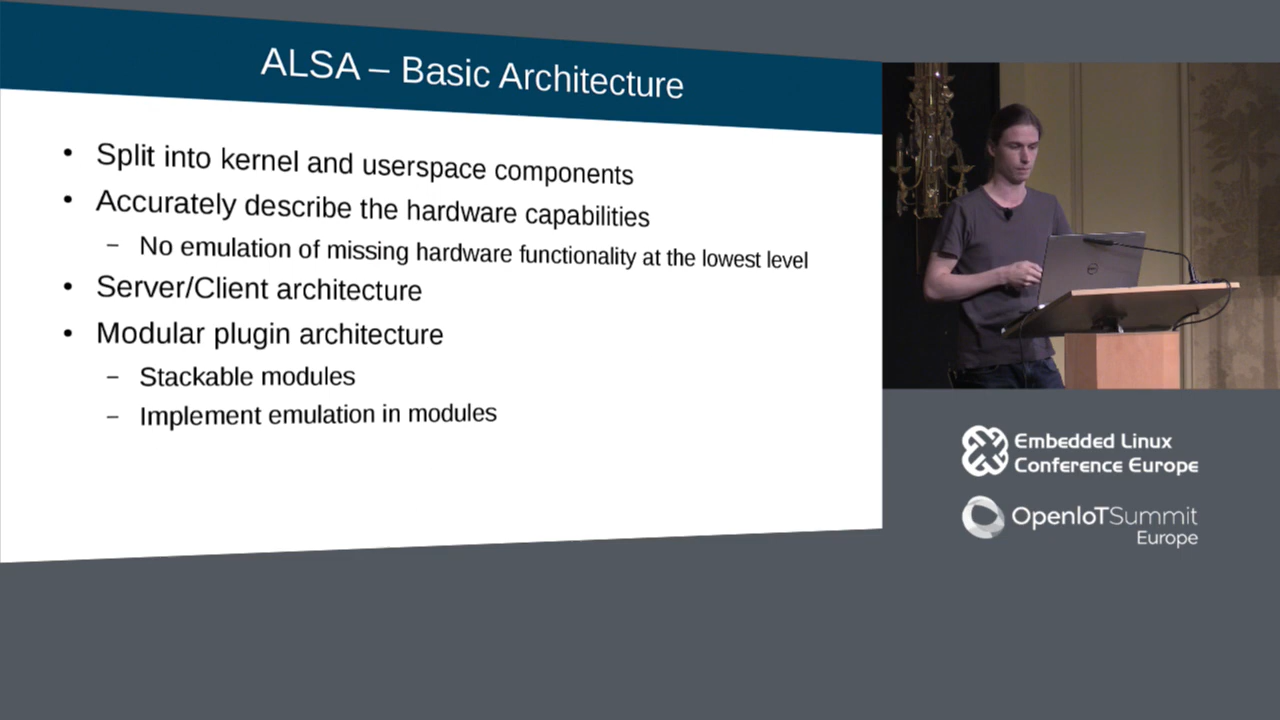 ALSA – Basic Architecture
• Split into kernel and userspace components
• Accurately describe the hardware capabilities
– No emulation of missing hardware functionality at the lowest level
• Server/Client architecture
• Modular plugin architecture
– Stackable modules
– Implement emulation in modules
Embedded Linux
Conference Europe
OpenIoTSummit
Europe